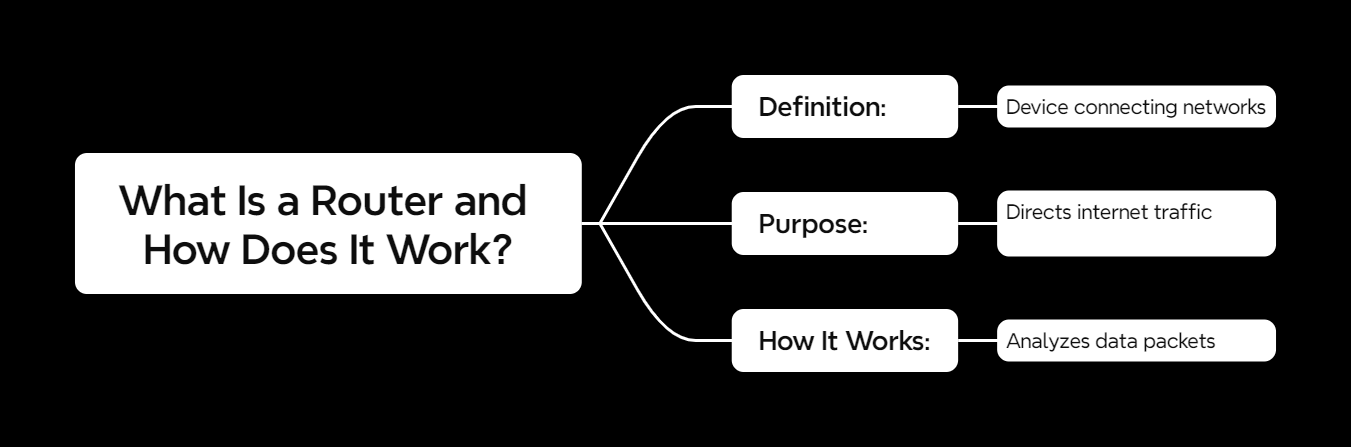 What Is a Router and
How Does It Work?
Definition:
Device connecting networks
Purpose:
Directs internet traffic
How It Works:
Analyzes data packets